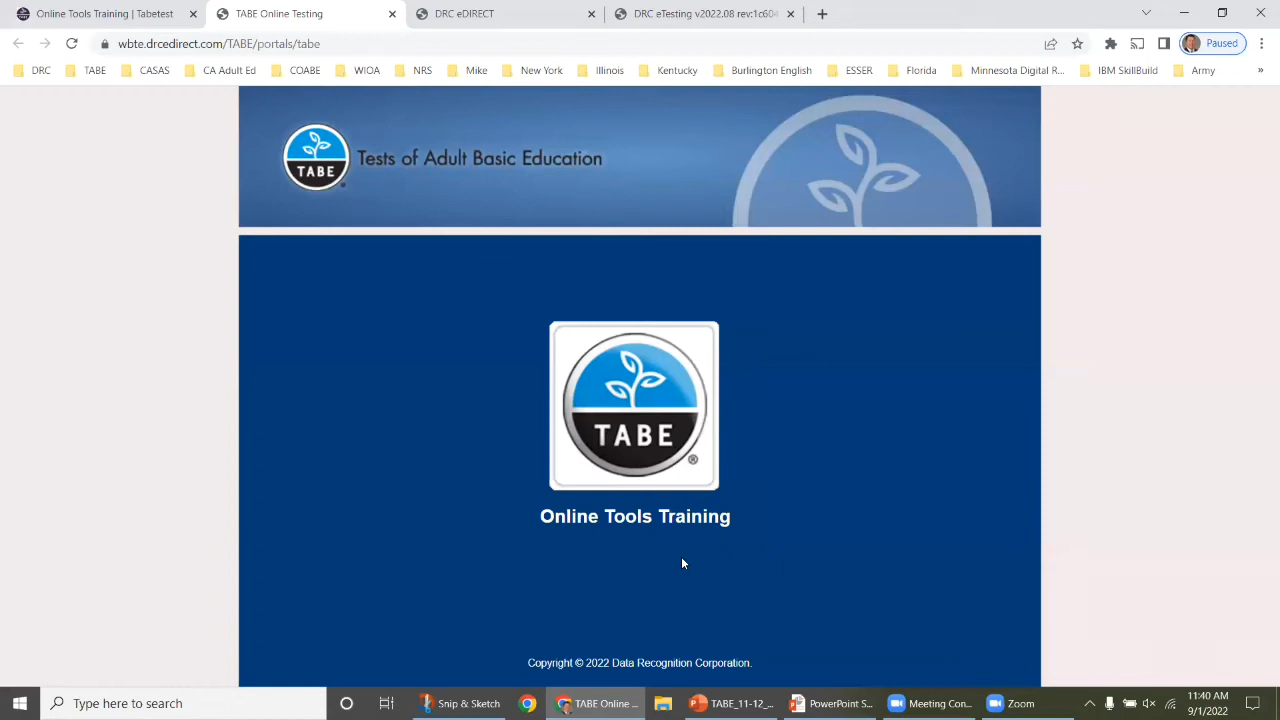 Online Tools Training | Tabetest
TABE Online Testing
DRC eDIRECT
DRC eTesting v2022.08 rev:1c604
wbte.drcedirect.com/TABE/portals/tabe
Paused
DRC
TABE
CASAS
CA Adult Ed
COABE
WIOA
NRS
Mike
New York
Illinois
Kentucky
Burlington English
ESSER
Florida
Minnesota Digital R...
IBM SkillBuild
Army
»
TABE
Tests of Adult Basic Education
TABE
®
Online Tools Training
Copyright © 2022 Data Recognition Corporation.
Type here to search
Snip & Sketch
TABE Online ...
TABE_11-12_...
PowerPoint S...
Meeting Con...
Zoom
11:40 AM
9/1/2022